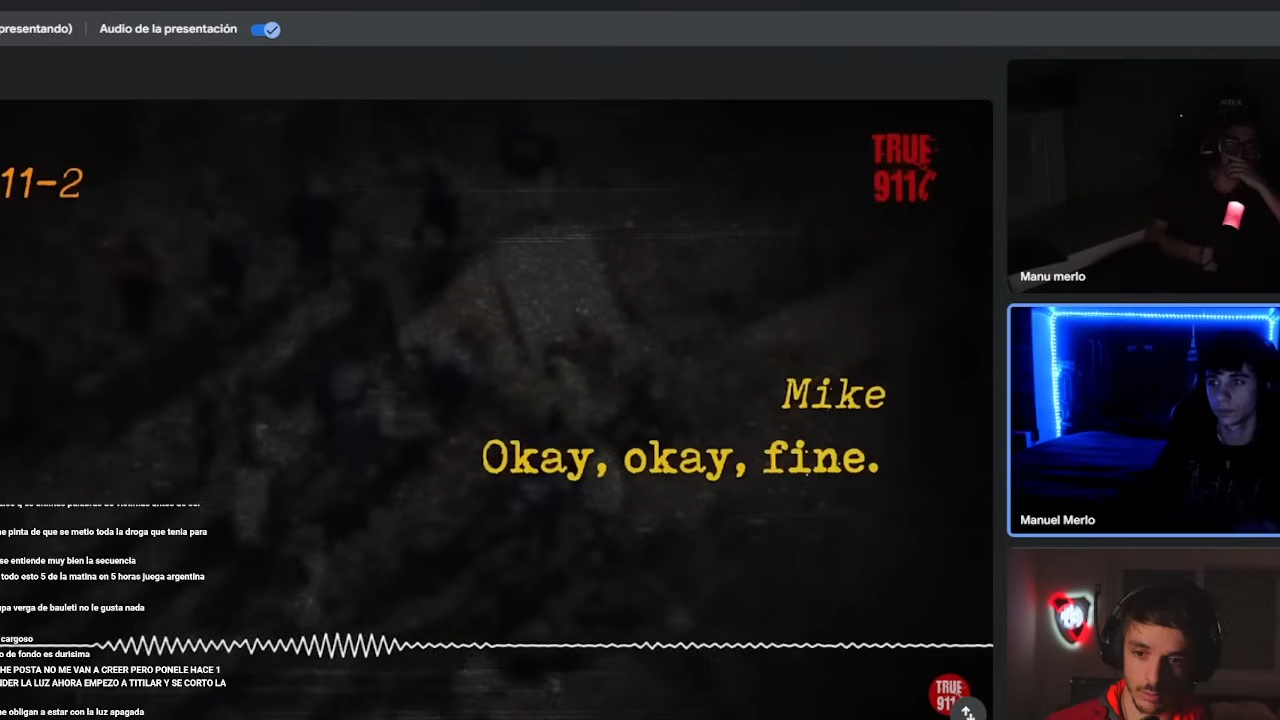 presentando)
Audio de la presentación
11-2
TRUE
911
Manu merlo
Mike
Okay, okay, fine.
Manuel Merlo
ne pinta de que se metio toda la droga que tenia para
se entiende muy bien la secuencia
todo esto 5 de la matina en 5 horas juega argentina
upa verga de bauleti no le gusta nada
cargoso
o de fondo es durisima
HE POSTA NO ME VAN A CREER PERO PONELE HACE 1
IDER LA LUZ AHORA EMPEZO A TITILAR Y SE CORTO LA
ne obligan a estar con la luz apagada
TRUE
911